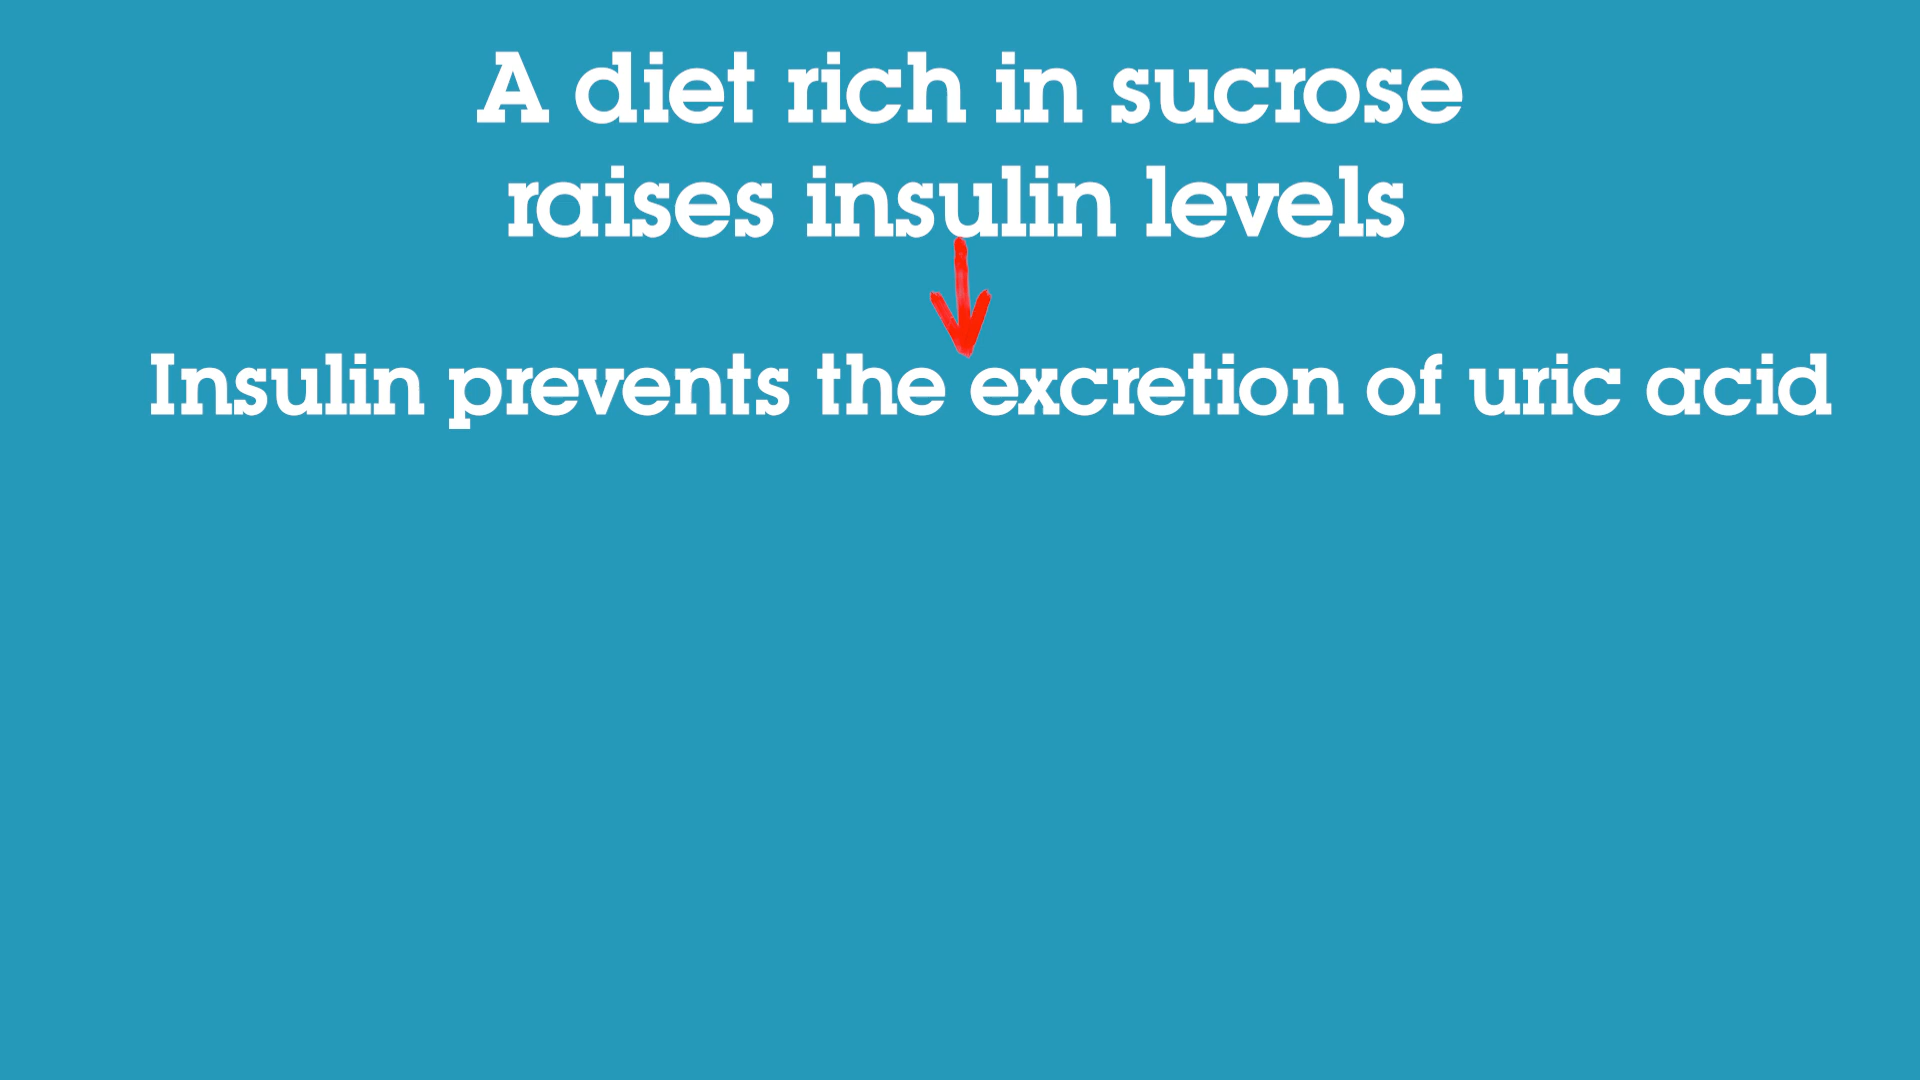 A diet rich in sucrose
raises insulin levels
Insulin prevents the excretion of uric acid